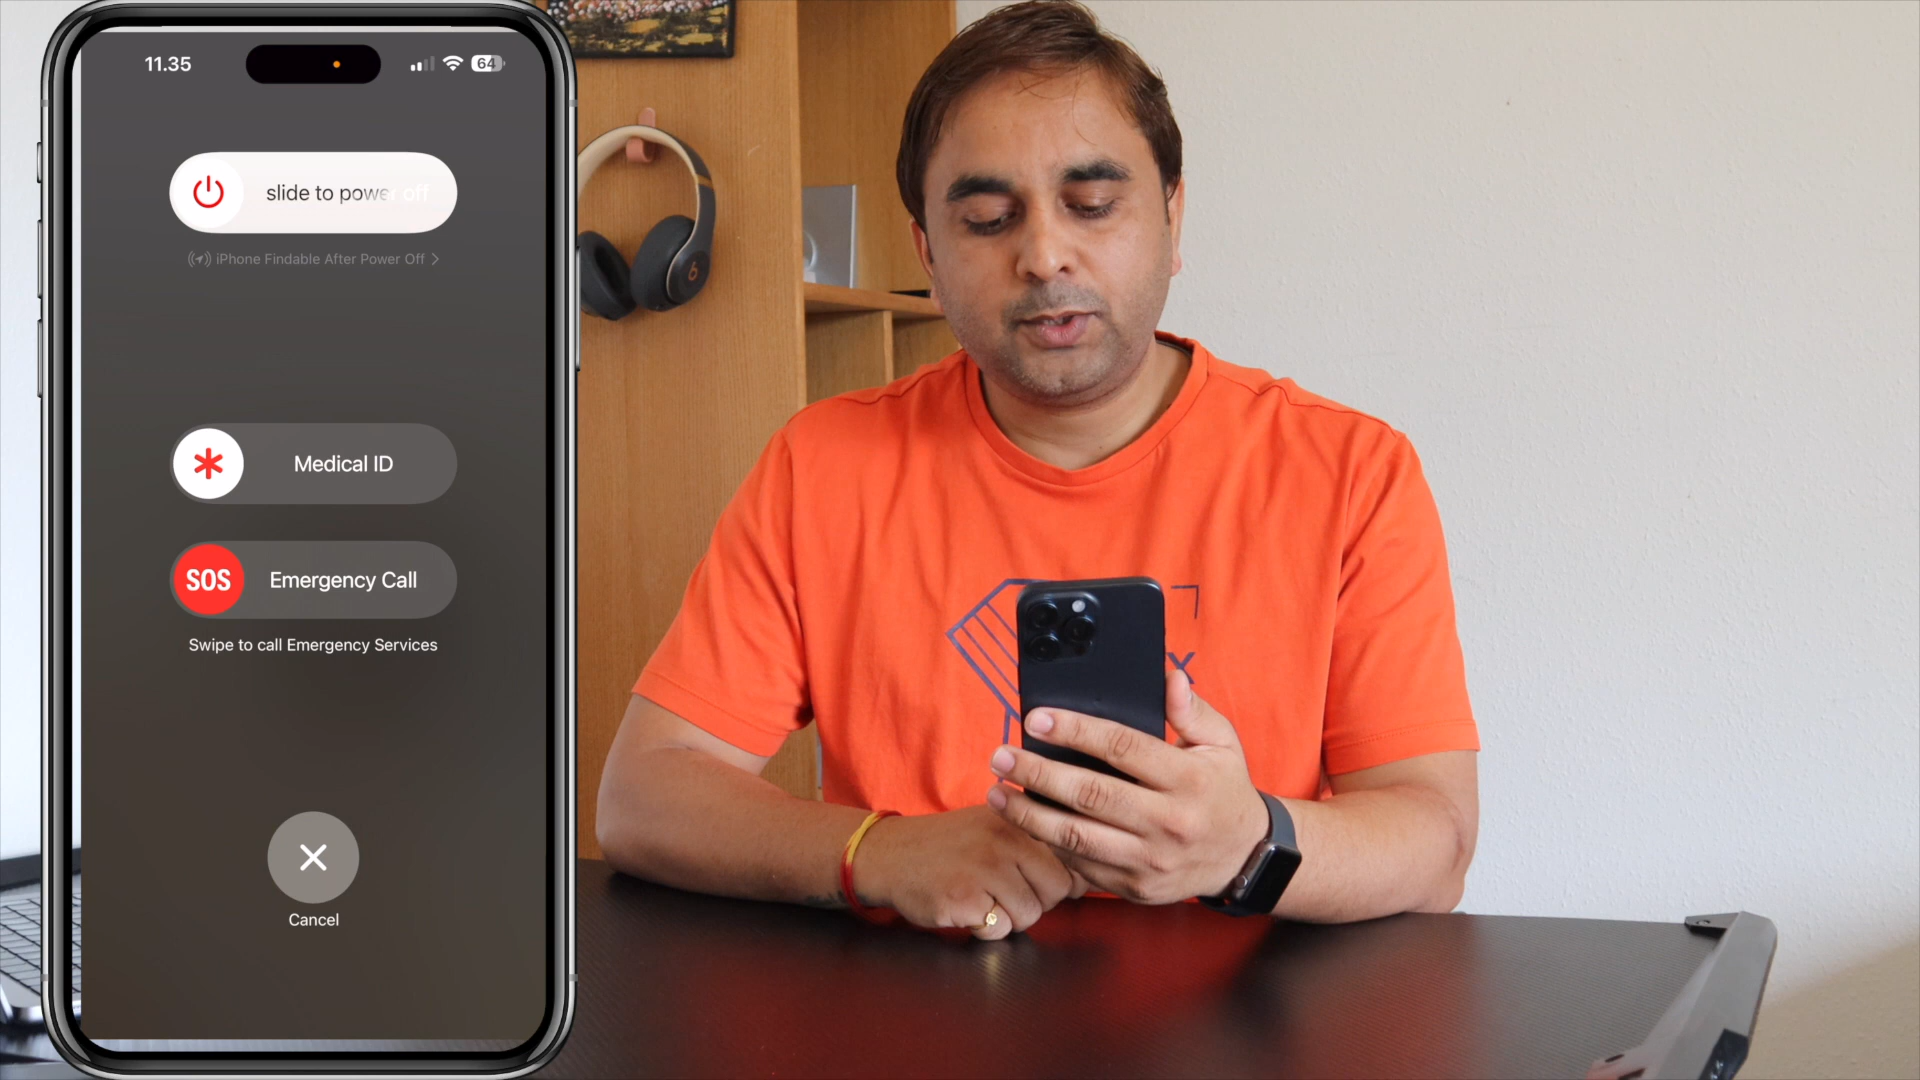 11.35
64
slide to power off
iPhone Findable After Power Off
Medical ID
SOS
Emergency Call
Swipe to call Emergency Services
Cancel
x
b